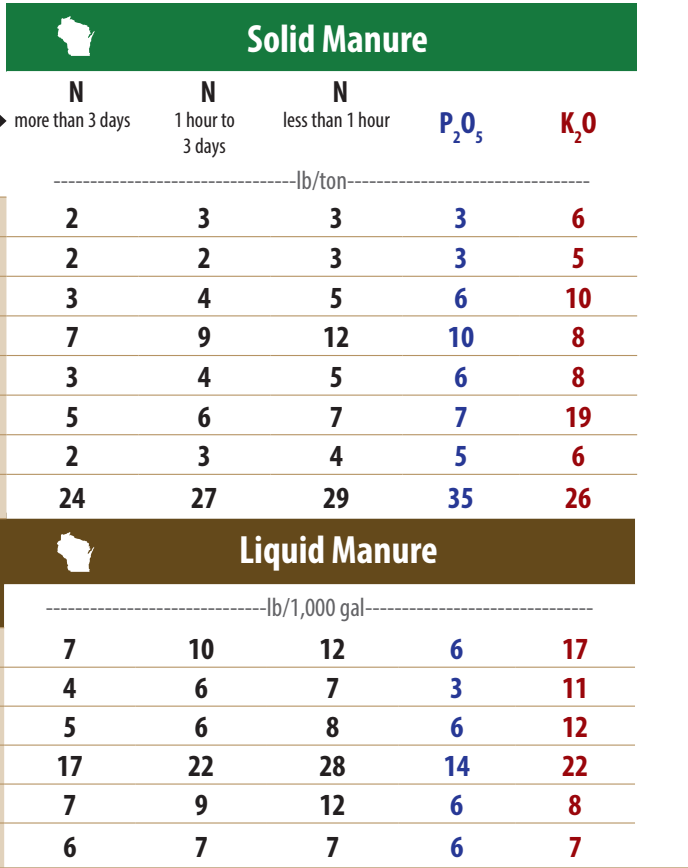 Solid Manure
N N N
more than 3 days 1 hour to less than 1 hour P2O5 K2O
3 days
---------------------------------lb/ton---------------------------------
2 3 3 3 6
2 2 3 3 5
3 4 5 6 10
7 9 12 10 8
3 4 5 6 8
5 6 7 7 19
2 3 4 5 6
24 27 29 35 26
Liquid Manure
------------------------------lb/1,000 gal-------------------------------
7 10 12 6 17
4 6 7 3 11
5 6 8 6 12
17 22 28 14 22
7 9 12 6 8
6 7 7 6 7